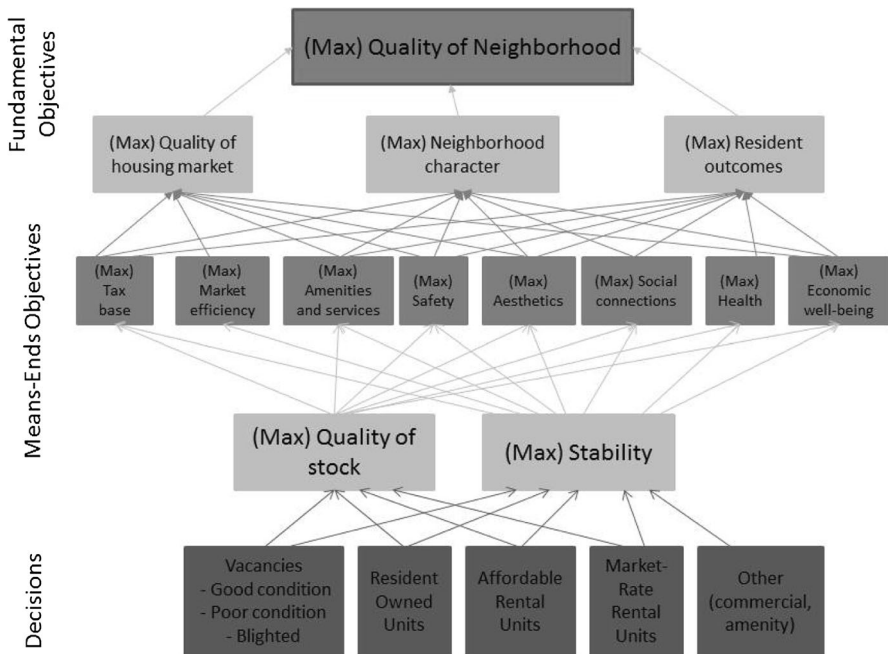 Fundamental
Objectives
(Max) Quality of Neighborhood
(Max) Quality of
housing market
(Max) Neighborhood
character
(Max) Resident
outcomes
Means-Ends Objectives
(Max)
Tax
base
(Max)
Market
efficiency
(Max)
Amenities
and services
(Max)
Safety
(Max)
Aesthetics
(Max) Social
connections
(Max)
Health
(Max)
Economic
well-being
(Max) Quality of
stock
(Max) Stability
Decisions
Vacancies
- Good condition
- Poor condition
- Blighted
Resident
Owned
Units
Affordable
Rental
Units
Market-
Rate
Rental
Units
Other
(commercial,
amenity)